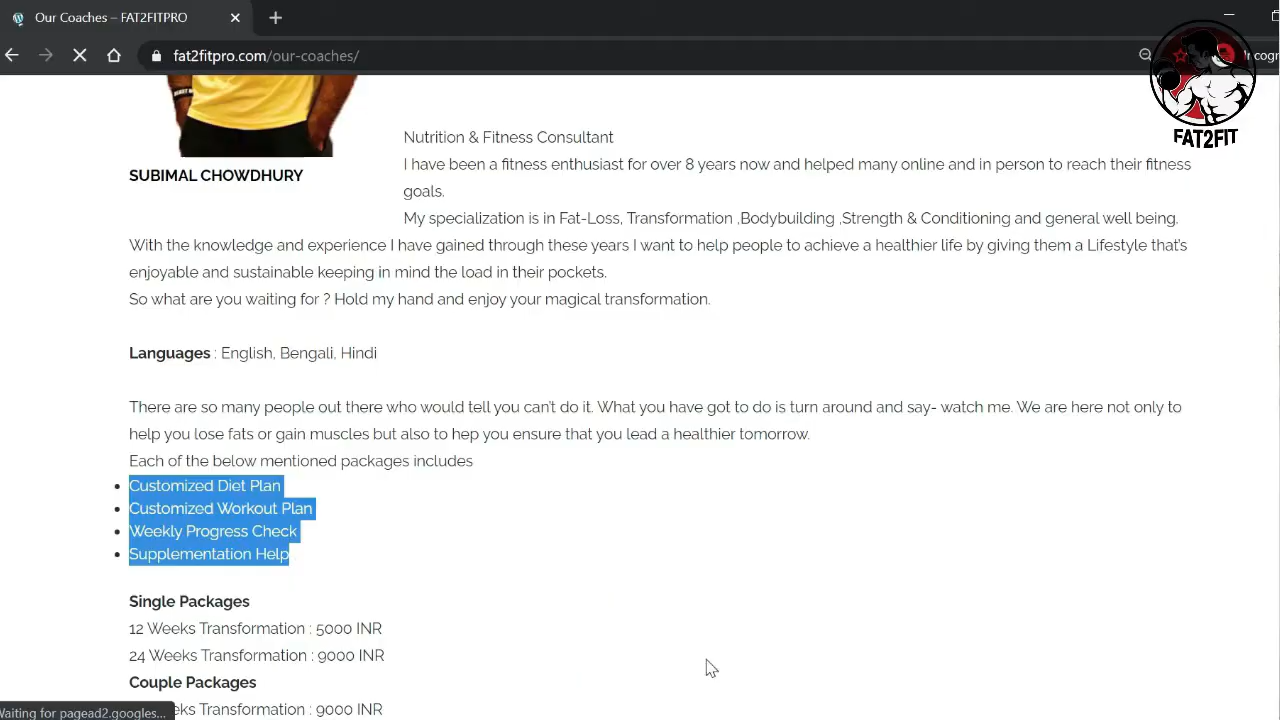 Our Coaches – FAT2FITPRO
fat2fitpro.com/our-coaches/
Incog
FAT2FIT
Nutrition & Fitness Consultant
I have been a fitness enthusiast for over 8 years now and helped many online and in person to reach their fitness
goals.
SUBIMAL CHOWDHURY
My specialization is in Fat-Loss, Transformation ,Bodybuilding ,Strength & Conditioning and general well being.
With the knowledge and experience I have gained through these years I want to help people to achieve a healthier life by giving them a Lifestyle that's
enjoyable and sustainable keeping in mind the load in their pockets.
So what are you waiting for ? Hold my hand and enjoy your magical transformation.
Languages : English, Bengali, Hindi
There are so many people out there who would tell you can't do it. What you have got to do is turn around and say- watch me. We are here not only to
help you lose fats or gain muscles but also to hep you ensure that you lead a healthier tomorrow.
Each of the below mentioned packages includes
Customized Diet Plan
Customized Workout Plan
Weekly Progress Check
Supplementation Help
Single Packages
12 Weeks Transformation : 5000 INR
24 Weeks Transformation : 9000 INR
Couple Packages
eks Transformation : 9000 INR
Waiting for pagead2.googles...